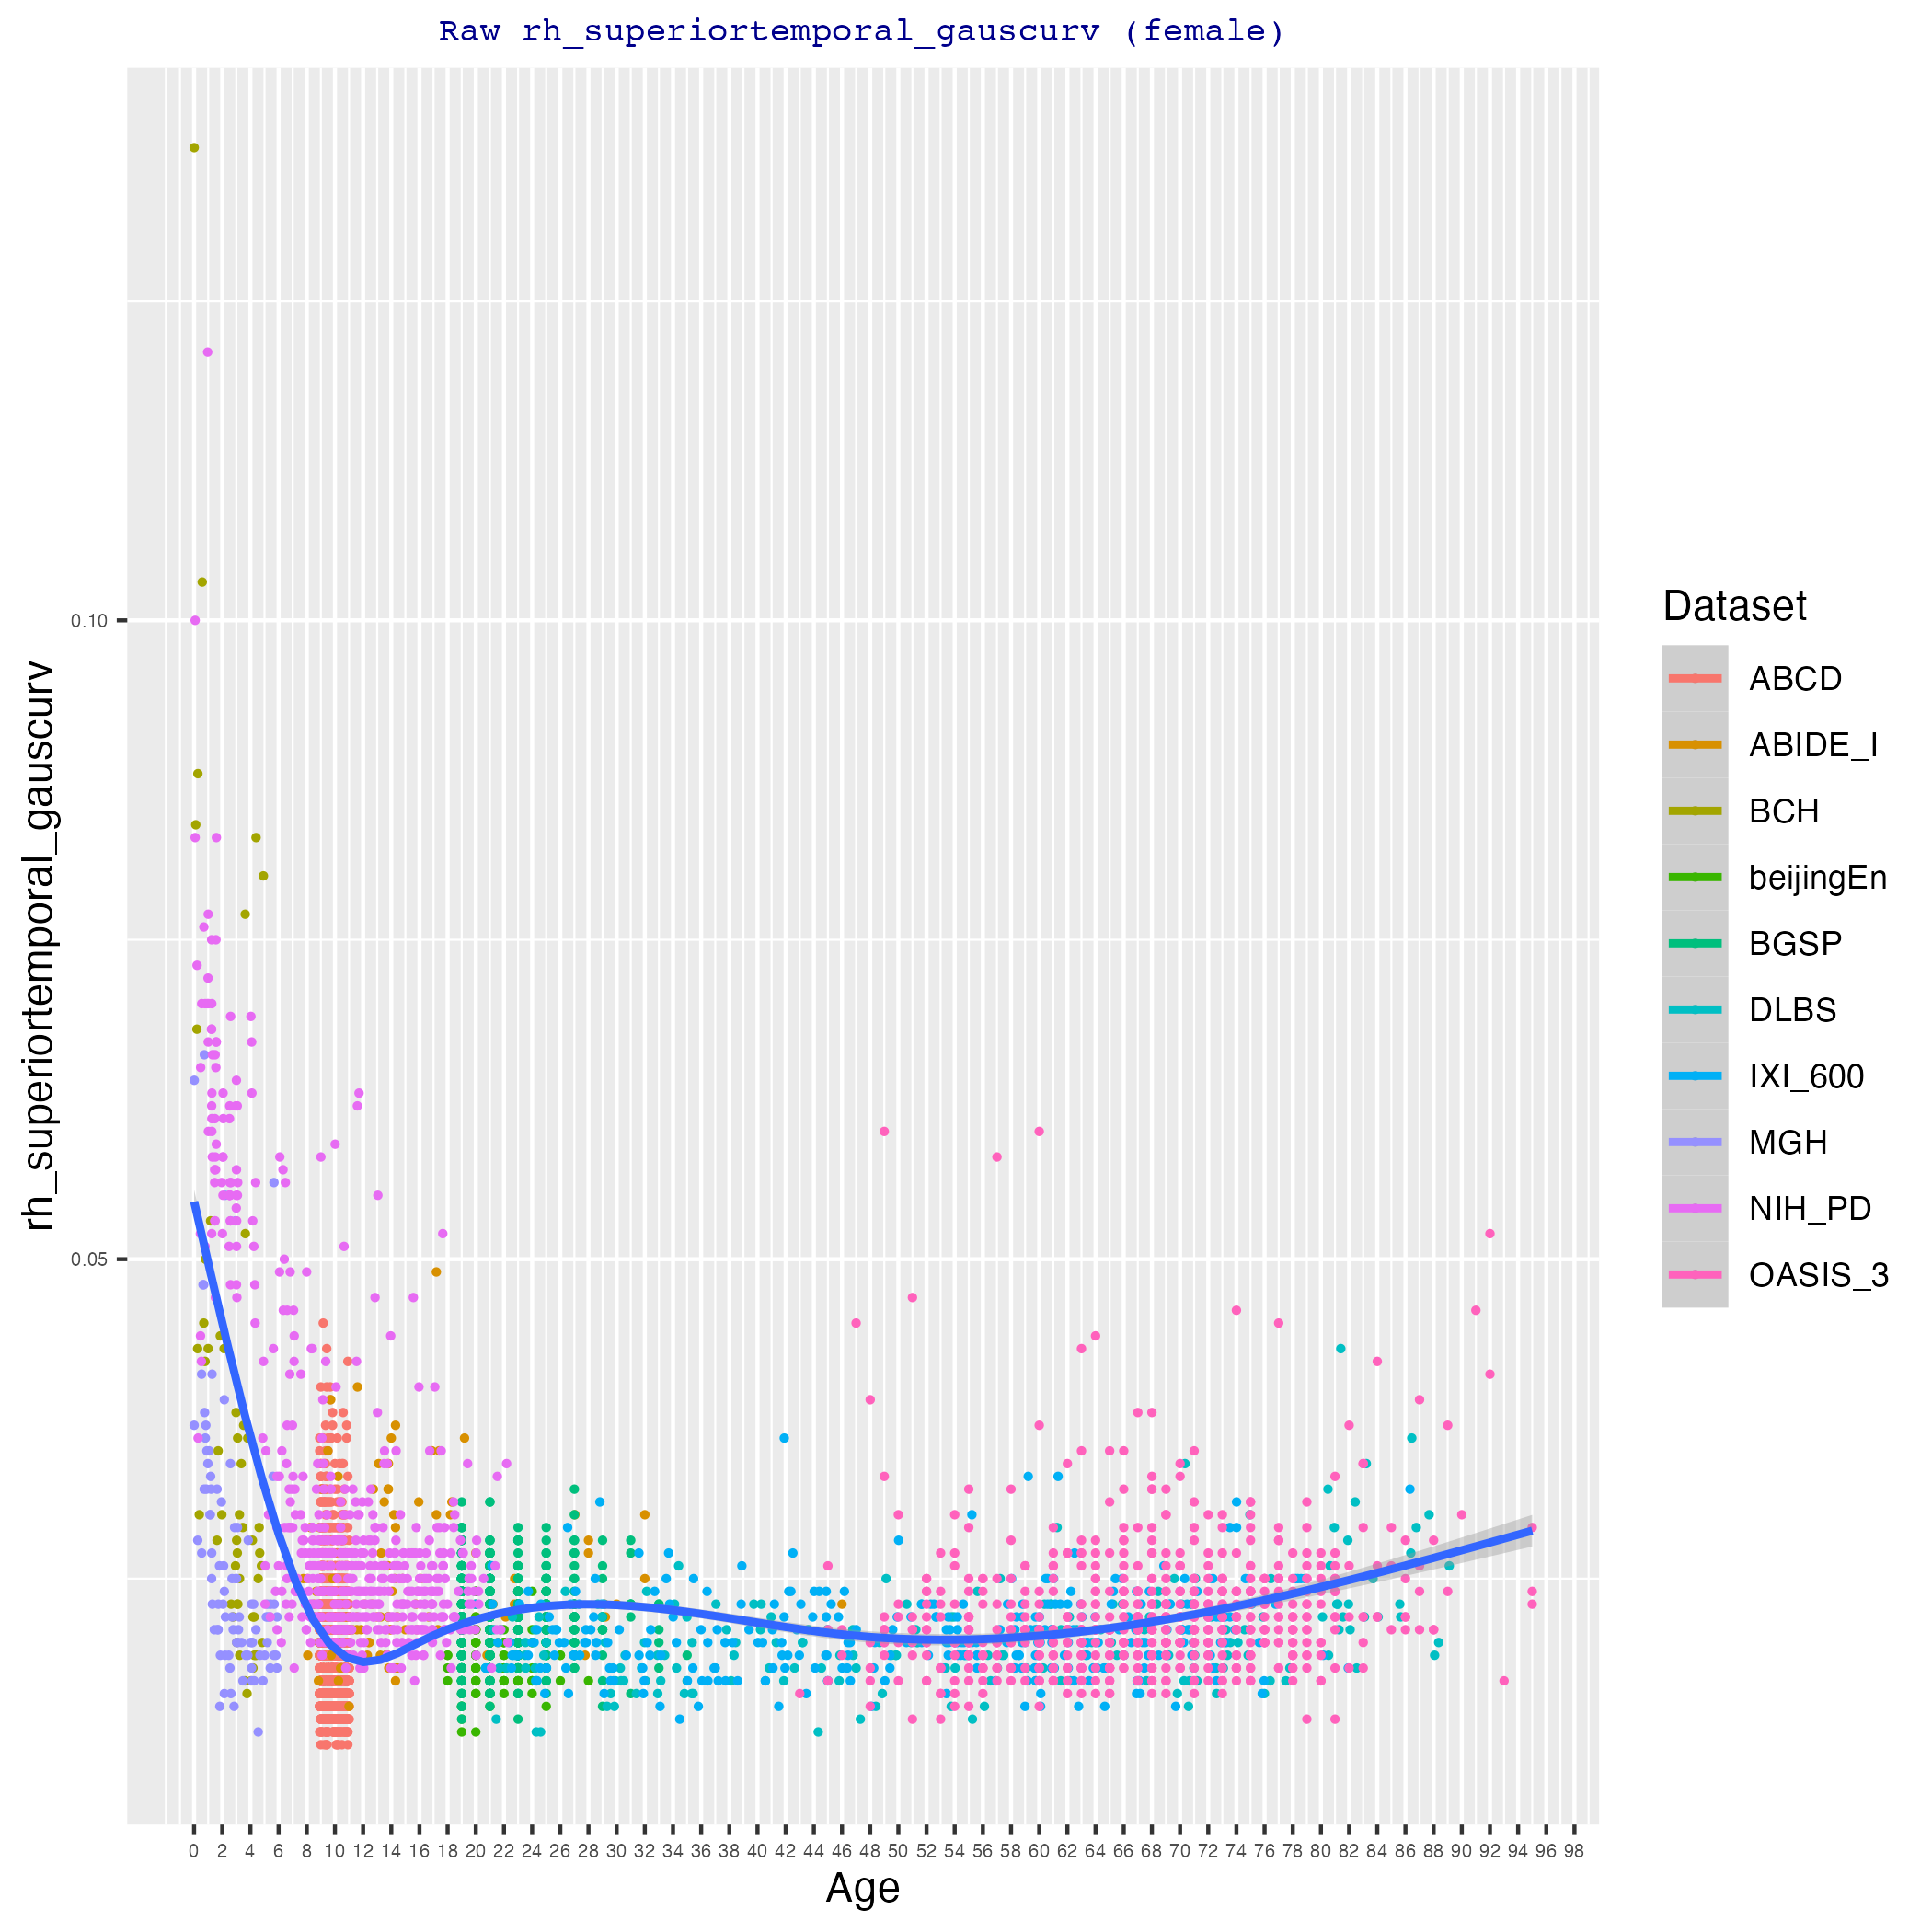 Raw rh_superiortemporal_gauscurv (female)
rh_superiortemporal_gauscurv
0.10
0.05
0 2 4 6 8 10 12 14 16 18 20 22 24 26 28 30 32 34 36 38 40 42 44 46 48 50 52 54 56 58 60 62 64 66 68 70 72 74 76 78 80 82 84 86 88 90 92 94 96 98
Age
Dataset
ABCD
ABIDE_I
BCH
beijingEn
BGSP
DLBS
IXI_600
MGH
NIH_PD
OASIS_3